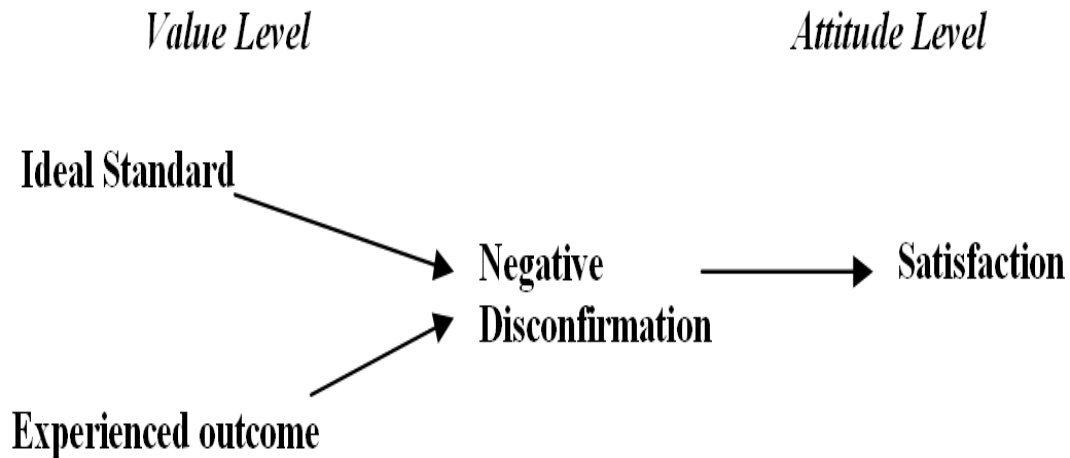 Value Level
Attitude Level
Ideal Standard
Negative
Disconfirmation
Satisfaction
Experienced outcome